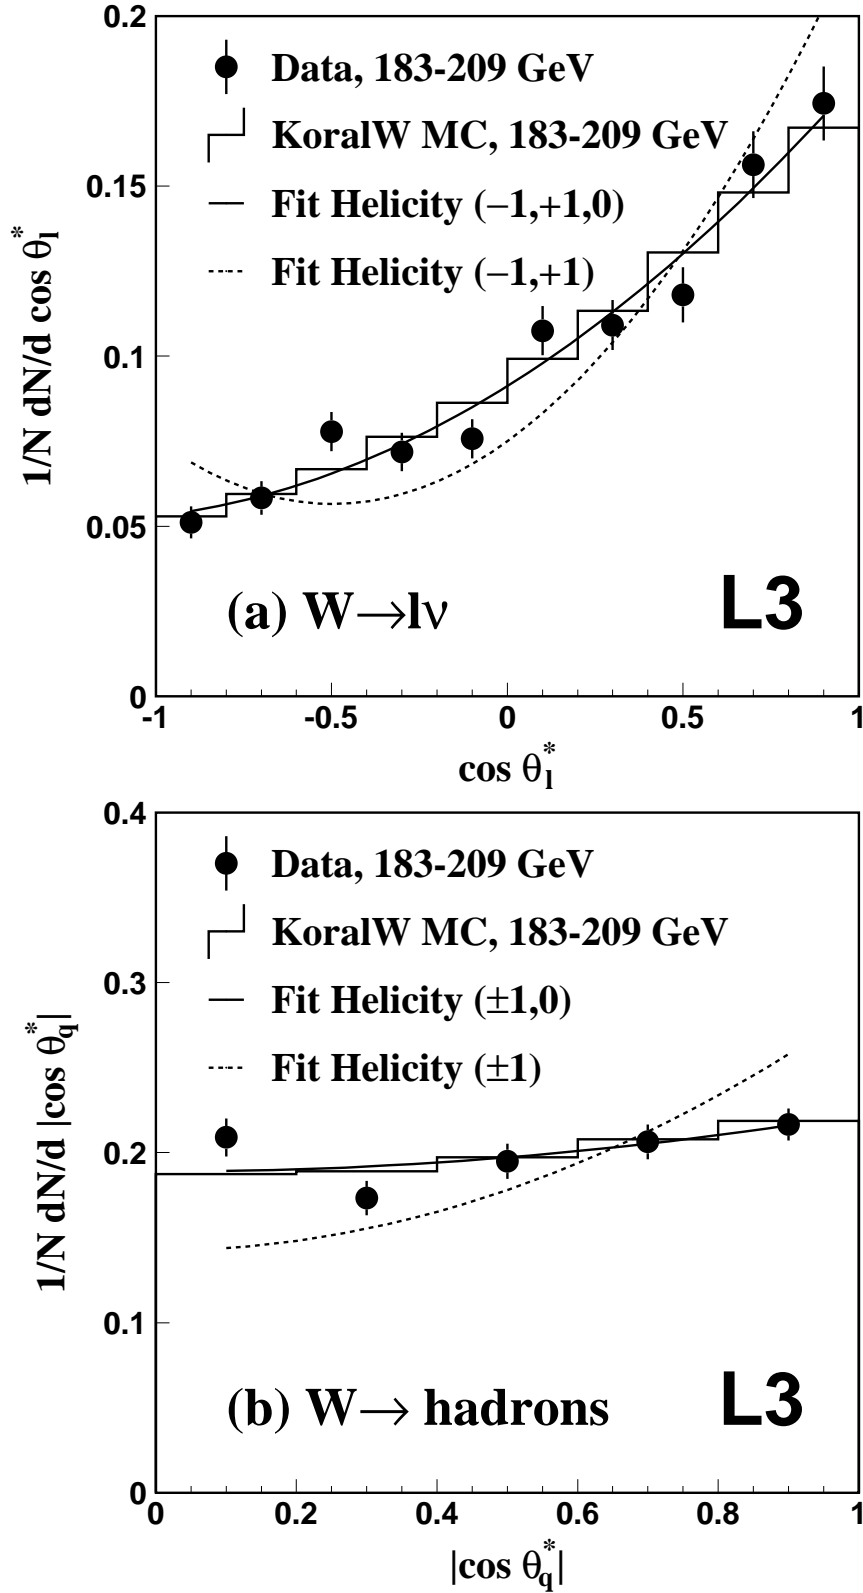 0.2
Data, 183-209 GeV
KoralW MC, 183-209 GeV
0.15
Fit Helicity (−1,+1,0)
Fit Helicity (−1,+1)
0.1
0.05
(a) W→lν
L3
0
-1 -0.5 0 0.5 1
cos θl*
1/N dN/d cos θl*
0.4
Data, 183-209 GeV
KoralW MC, 183-209 GeV
0.3
Fit Helicity (±1,0)
Fit Helicity (±1)
0.2
0.1
(b) W→ hadrons
L3
0
0 0.2 0.4 0.6 0.8 1
|cos θq*|
1/N dN/d |cos θq*|